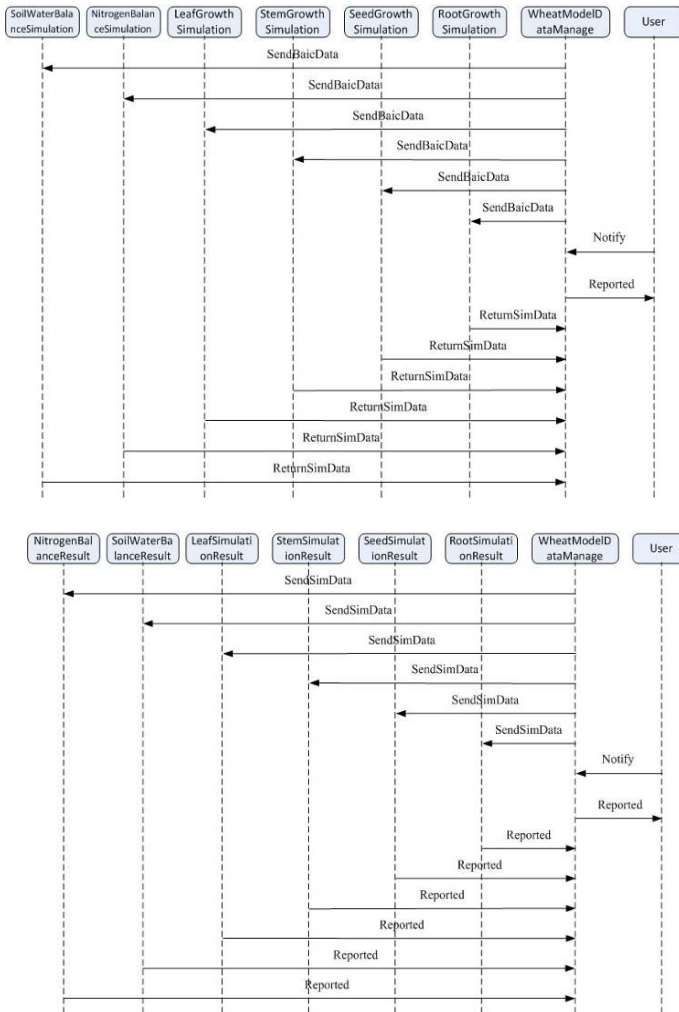 SoilWaterBala
nceSimulation
NitrogenBalan
ceSimulation
LeafGrowth
Simulation
StemGrowth
Simulation
SeedGrowth
Simulation
RootGrowth
Simulation
WheatModelD
ataManage
User
SendBaicData
SendBaicData
SendBaicData
SendBaicData
SendBaicData
SendBaicData
Notify
Reported
ReturnSimData
ReturnSimData
ReturnSimData
ReturnSimData
ReturnSimData
ReturnSimData
NitrogenBal
anceResult
SoilWaterBa
lanceResult
LeafSimulati
onResult
StemSimulat
ionResult
SeedSimulat
ionResult
RootSimulati
onResult
WheatModelD
ataManage
User
SendSimData
SendSimData
SendSimData
SendSimData
SendSimData
SendSimData
Notify
Reported
Reported
Reported
Reported
Reported
Reported
Reported